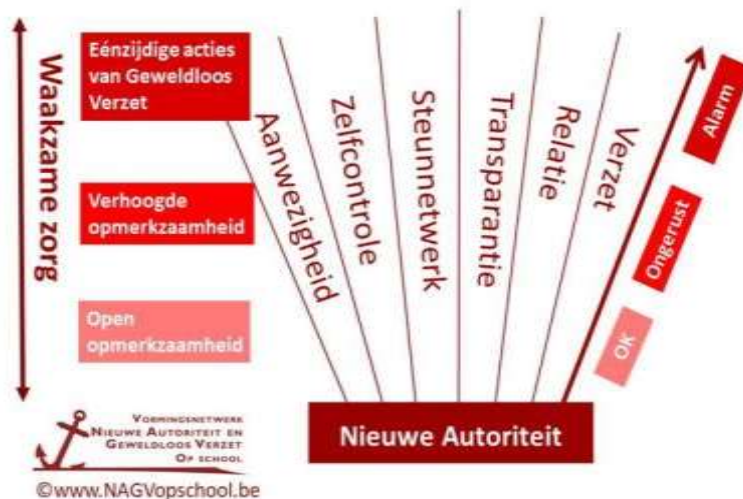 Waakzame zorg
Eénzijdige acties
van Geweldloos
Verzet
Verhoogde
opmerkzaamheid
Open
opmerkzaamheid
Aanwezigheid
Zelfcontrole
Steunnetwerk
Transparantie
Relatie
Verzet
Alarm
Ongerust
OK
Nieuwe Autoriteit
Vormingsnetwerk
Nieuwe Autoriteit en
Geweldloos Verzet
Op school
©www.NAGVopschool.be